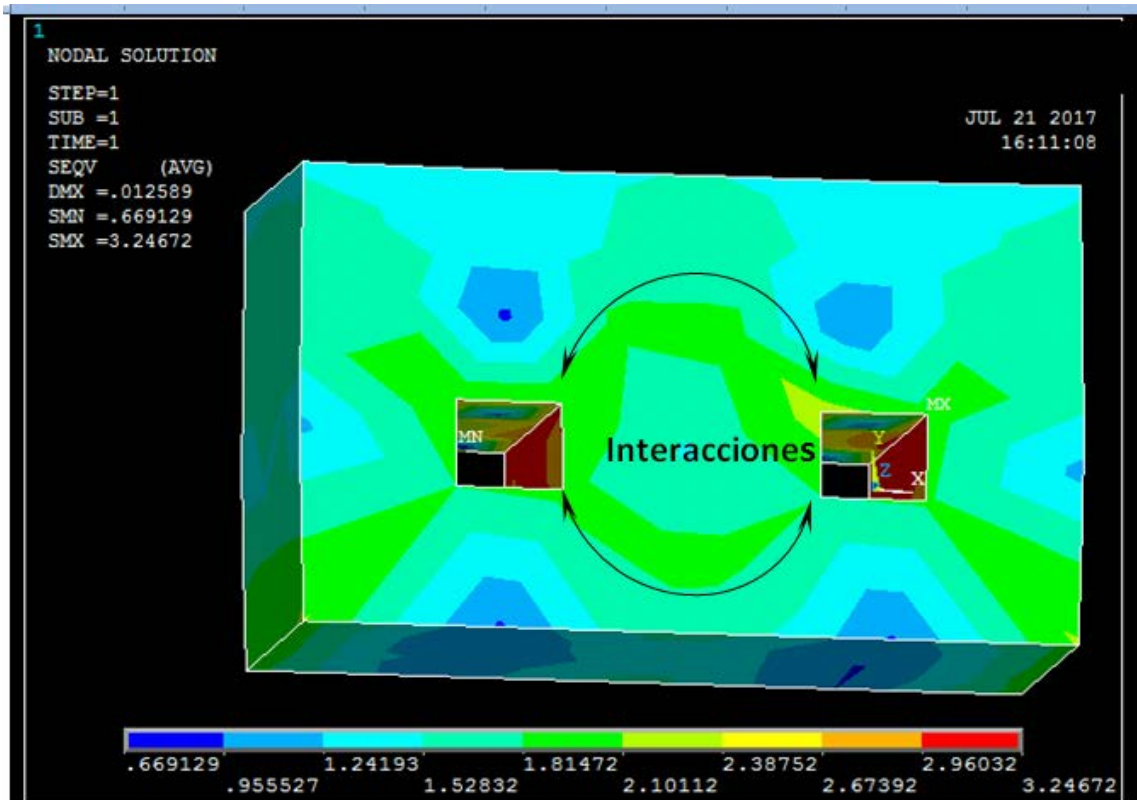 1
NODAL SOLUTION
STEP=1
SUB =1
TIME=1
SEQV (AVG)
DMX =.012589
SMN =.669129
SMX =3.24672
JUL 21 2017
16:11:08
MX
MN
Interacciones
Y
Z
X
.669129 1.24193 1.81472 2.38752 2.96032
.955527 1.52832 2.10112 2.67392 3.24672